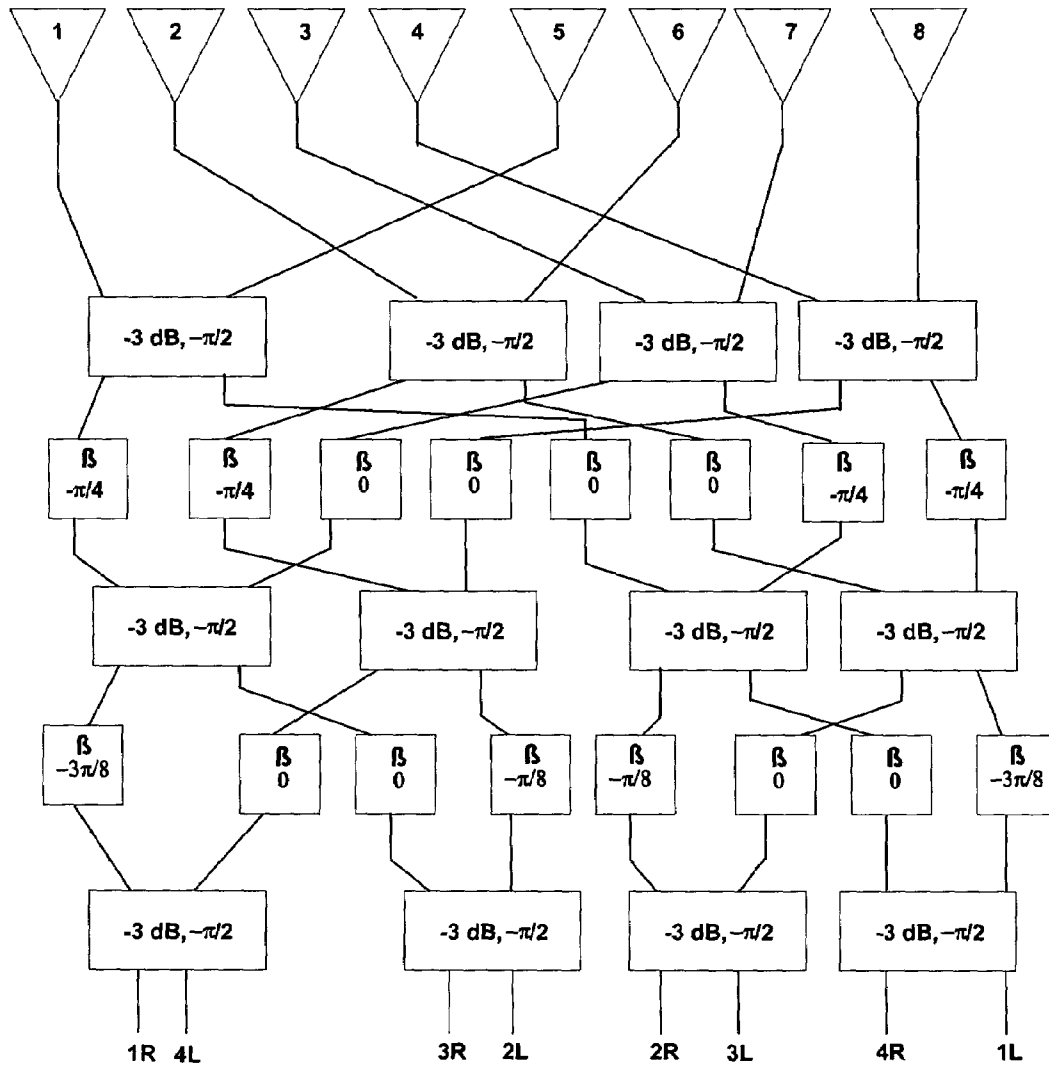 1 2 3 4 5 6 7 8
-3 dB, −π/2 -3 dB, −π/2 -3 dB, −π/2 -3 dB, −π/2
ß ß ß ß ß ß ß ß
-π/4 -π/4 0 0 0 0 -π/4 -π/4
-3 dB, −π/2 -3 dB, −π/2 -3 dB, −π/2 -3 dB, −π/2
ß ß ß ß ß ß ß ß
−3π/8 0 0 −π/8 −π/8 0 0 −3π/8
-3 dB, −π/2 -3 dB, −π/2 -3 dB, −π/2 -3 dB, −π/2
1R 4L 3R 2L 2R 3L 4R 1L